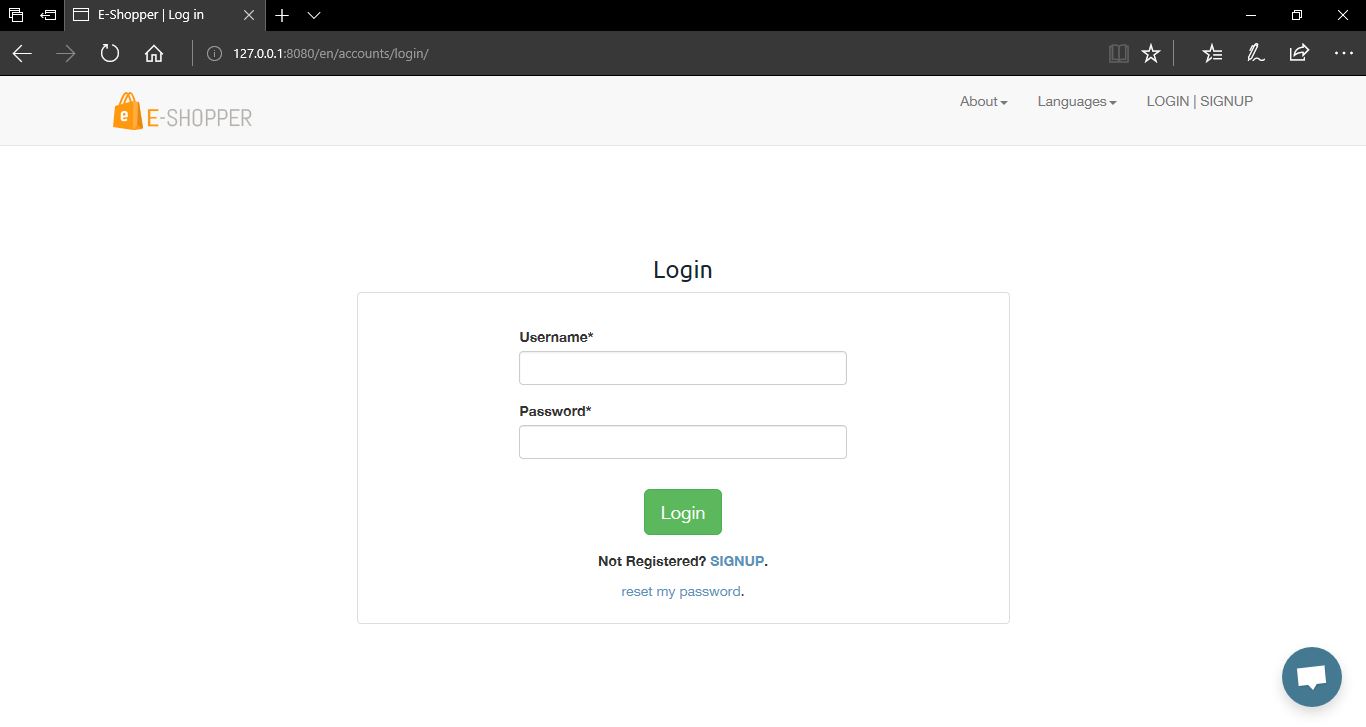 E-Shopper | Log in
127.0.0.1:8080/en/accounts/login/
e E-SHOPPER
About Languages LOGIN | SIGNUP
Login
Username*
Password*
Login
Not Registered? SIGNUP.
reset my password.